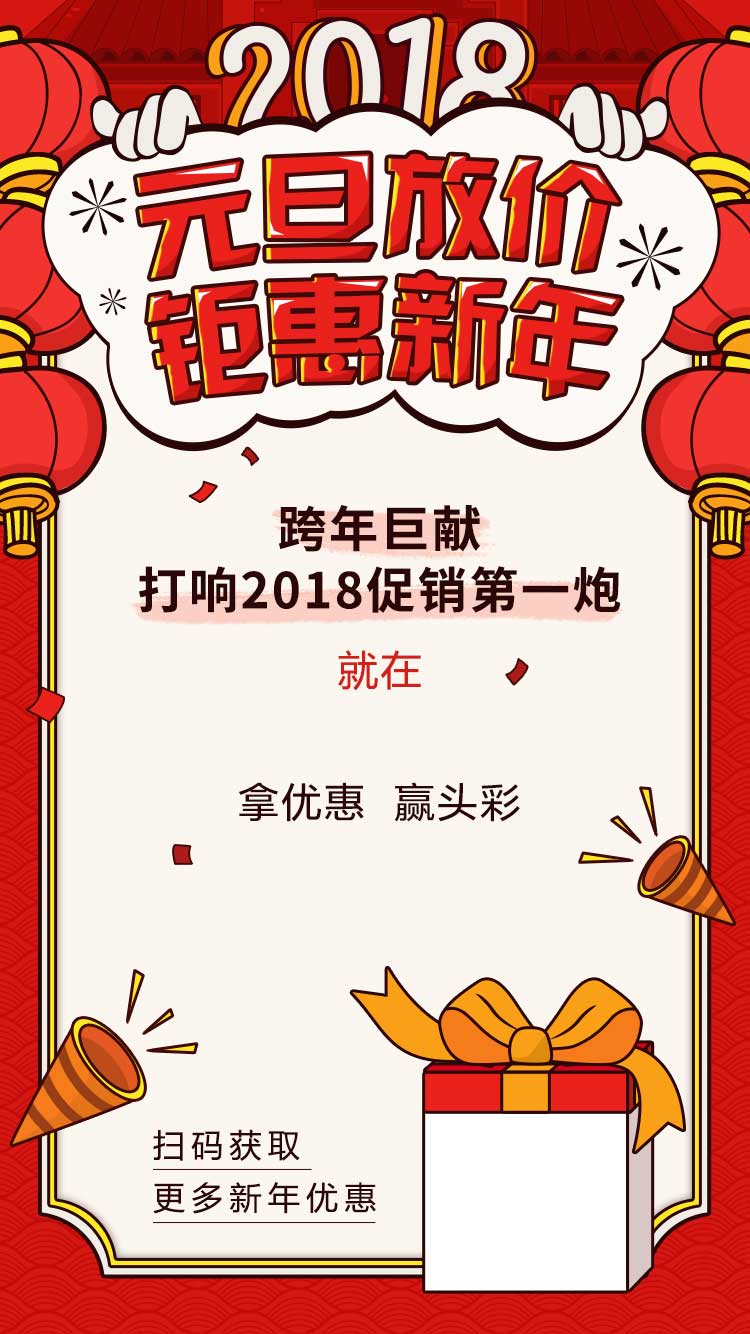 2018
元旦放价
钜惠新年
跨年巨献
打响2018促销第一炮
就在
拿优惠 赢头彩
扫码获取
更多新年优惠